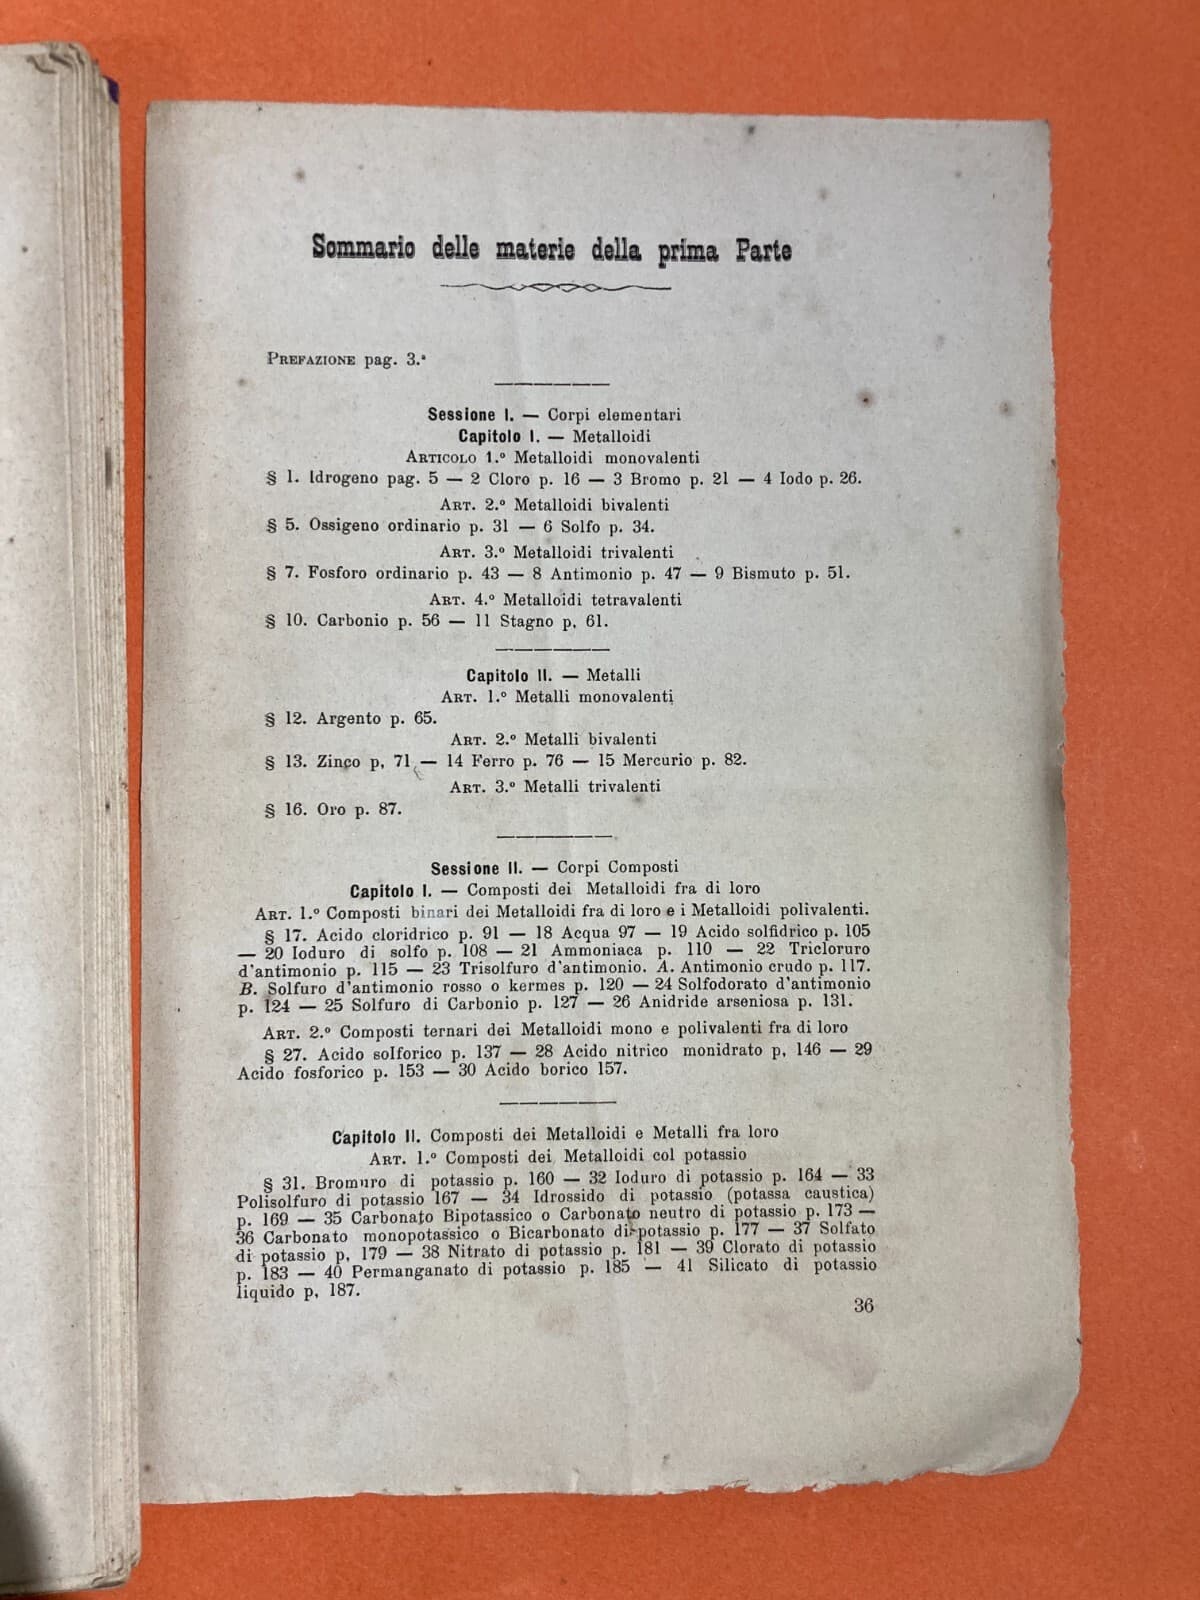 Sommario delle materie della prima Parte
PREFAZIONE pag. 3.ª
Sessione I. — Corpi elementari
Capitolo I. — Metalloidi
ARTICOLO 1.º Metalloidi monovalenti
§ 1. Idrogeno pag. 5 — 2 Cloro p. 16 — 3 Bromo p. 21 — 4 Iodo p. 26.
ART. 2.º Metalloidi bivalenti
§ 5. Ossigeno ordinario p. 31 — 6 Solfo p. 34.
ART. 3.º Metalloidi trivalenti
§ 7. Fosforo ordinario p. 43 — 8 Antimonio p. 47 — 9 Bismuto p. 51.
ART. 4.º Metalloidi tetravalenti
§ 10. Carbonio p. 56 — 11 Stagno p, 61.
Capitolo II. — Metalli
ART. 1.º Metalli monovalenti
§ 12. Argento p. 65.
ART. 2.º Metalli bivalenti
§ 13. Zinco p, 71 — 14 Ferro p. 76 — 15 Mercurio p. 82.
ART. 3.º Metalli trivalenti
§ 16. Oro p. 87.
Sessione II. — Corpi Composti
Capitolo I. — Composti dei Metalloidi fra di loro
ART. 1.º Composti binari dei Metalloidi fra di loro e i Metalloidi polivalenti.
§ 17. Acido cloridrico p. 91 — 18 Acqua 97 — 19 Acido solfidrico p. 105
— 20 Ioduro di solfo p. 108 — 21 Ammoniaca p. 110 — 22 Tricloruro
d'antimonio p. 115 — 23 Trisolfuro d'antimonio. A. Antimonio crudo p. 117.
B. Solfuro d'antimonio rosso o kermes p. 120 — 24 Solfodorato d'antimonio
p. 124 — 25 Solfuro di Carbonio p. 127 — 26 Anidride arseniosa p. 131.
ART. 2.º Composti ternari dei Metalloidi mono e polivalenti fra di loro
§ 27. Acido solforico p. 137 — 28 Acido nitrico monidrato p, 146 — 29
Acido fosforico p. 153 — 30 Acido borico 157.
Capitolo II. Composti dei Metalloidi e Metalli fra loro
ART. 1.º Composti dei Metalloidi col potassio
§ 31. Bromuro di potassio p. 160 — 32 Ioduro di potassio p. 164 — 33
Polisolfuro di potassio 167 — 34 Idrossido di potassio (potassa caustica)
p. 169 — 35 Carbonato Bipotassico o Carbonato neutro di potassio p. 173 —
36 Carbonato monopotassico o Bicarbonato di potassio p. 177 — 37 Solfato
di potassio p, 179 — 38 Nitrato di potassio p. 181 — 39 Clorato di potassio
p. 183 — 40 Permanganato di potassio p. 185 — 41 Silicato di potassio
liquido p, 187.
36